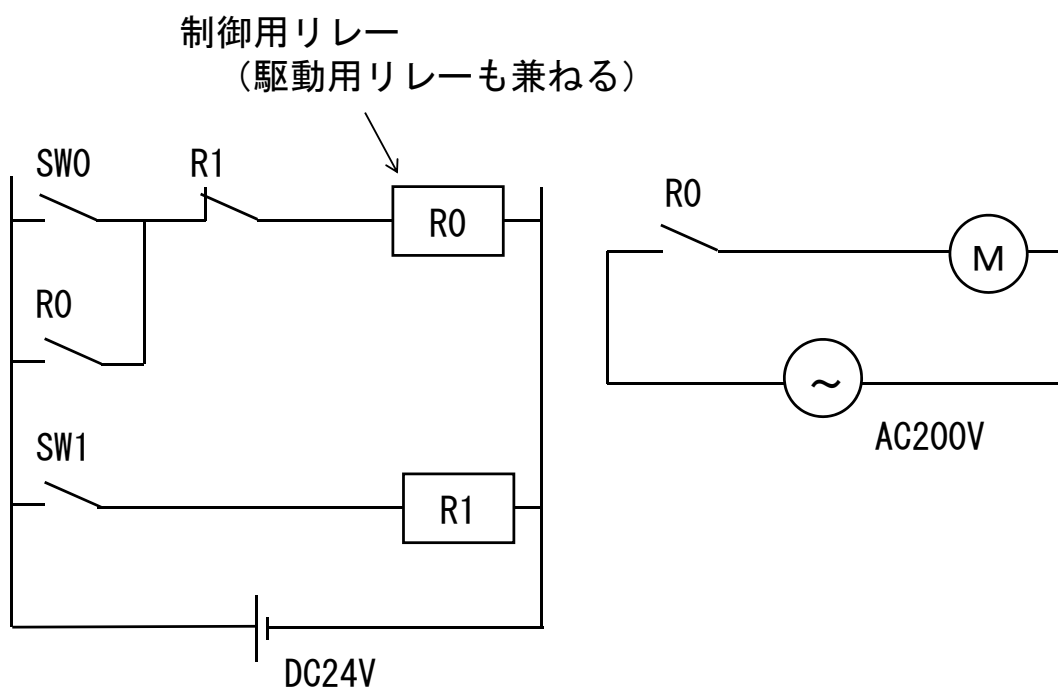 制御用リレー
（駆動用リレーも兼ねる）
SW0
R1
R0
R0
SW1
R1
DC24V
R0
M
~
AC200V